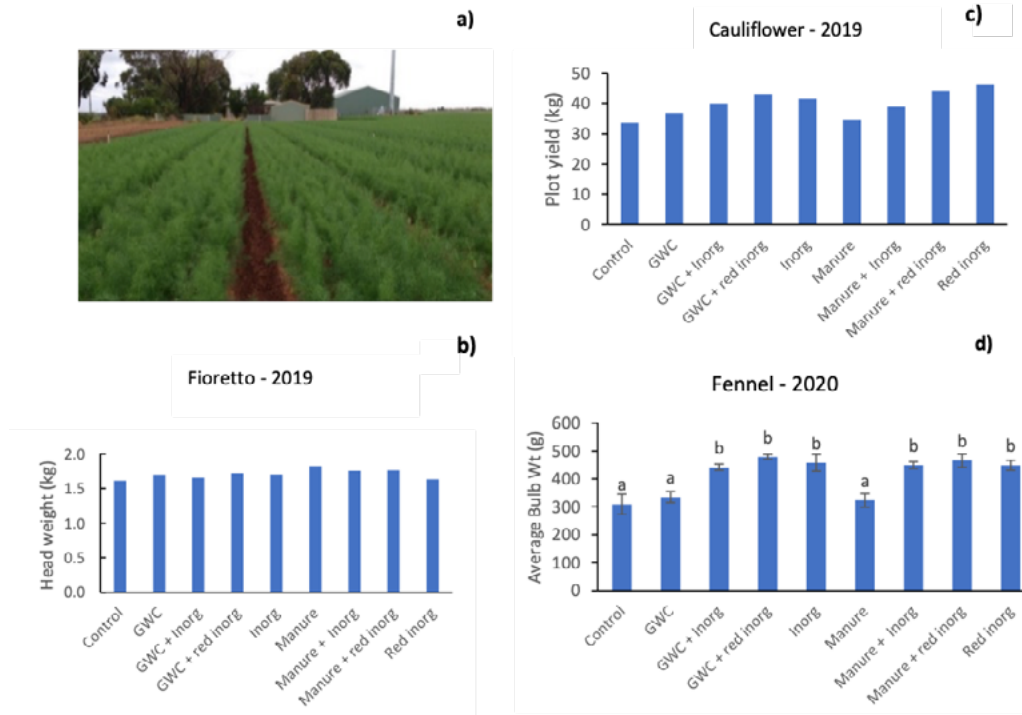 a)
c)
Cauliflower - 2019
Plot yield (kg)
50
40
30
20
10
0
Control
GWC
GWC + Inorg
GWC + red inorg
Inorg
Manure
Manure + Inorg
Manure + red inorg
Red inorg
b)
Fioretto - 2019
Head weight (kg)
2.0
1.5
1.0
0.5
0.0
Control
GWC
GWC + Inorg
GWC + red inorg
Inorg
Manure
Manure + Inorg
Manure + red inorg
Red inorg
d)
Fennel - 2020
Average Bulb Wt (g)
600
500
400
300
200
100
0
a
a
b
b
b
a
b
b
b
Control
GWC
GWC + Inorg
GWC + red inorg
Inorg
Manure
Manure + Inorg
Manure + red inorg
Red inorg